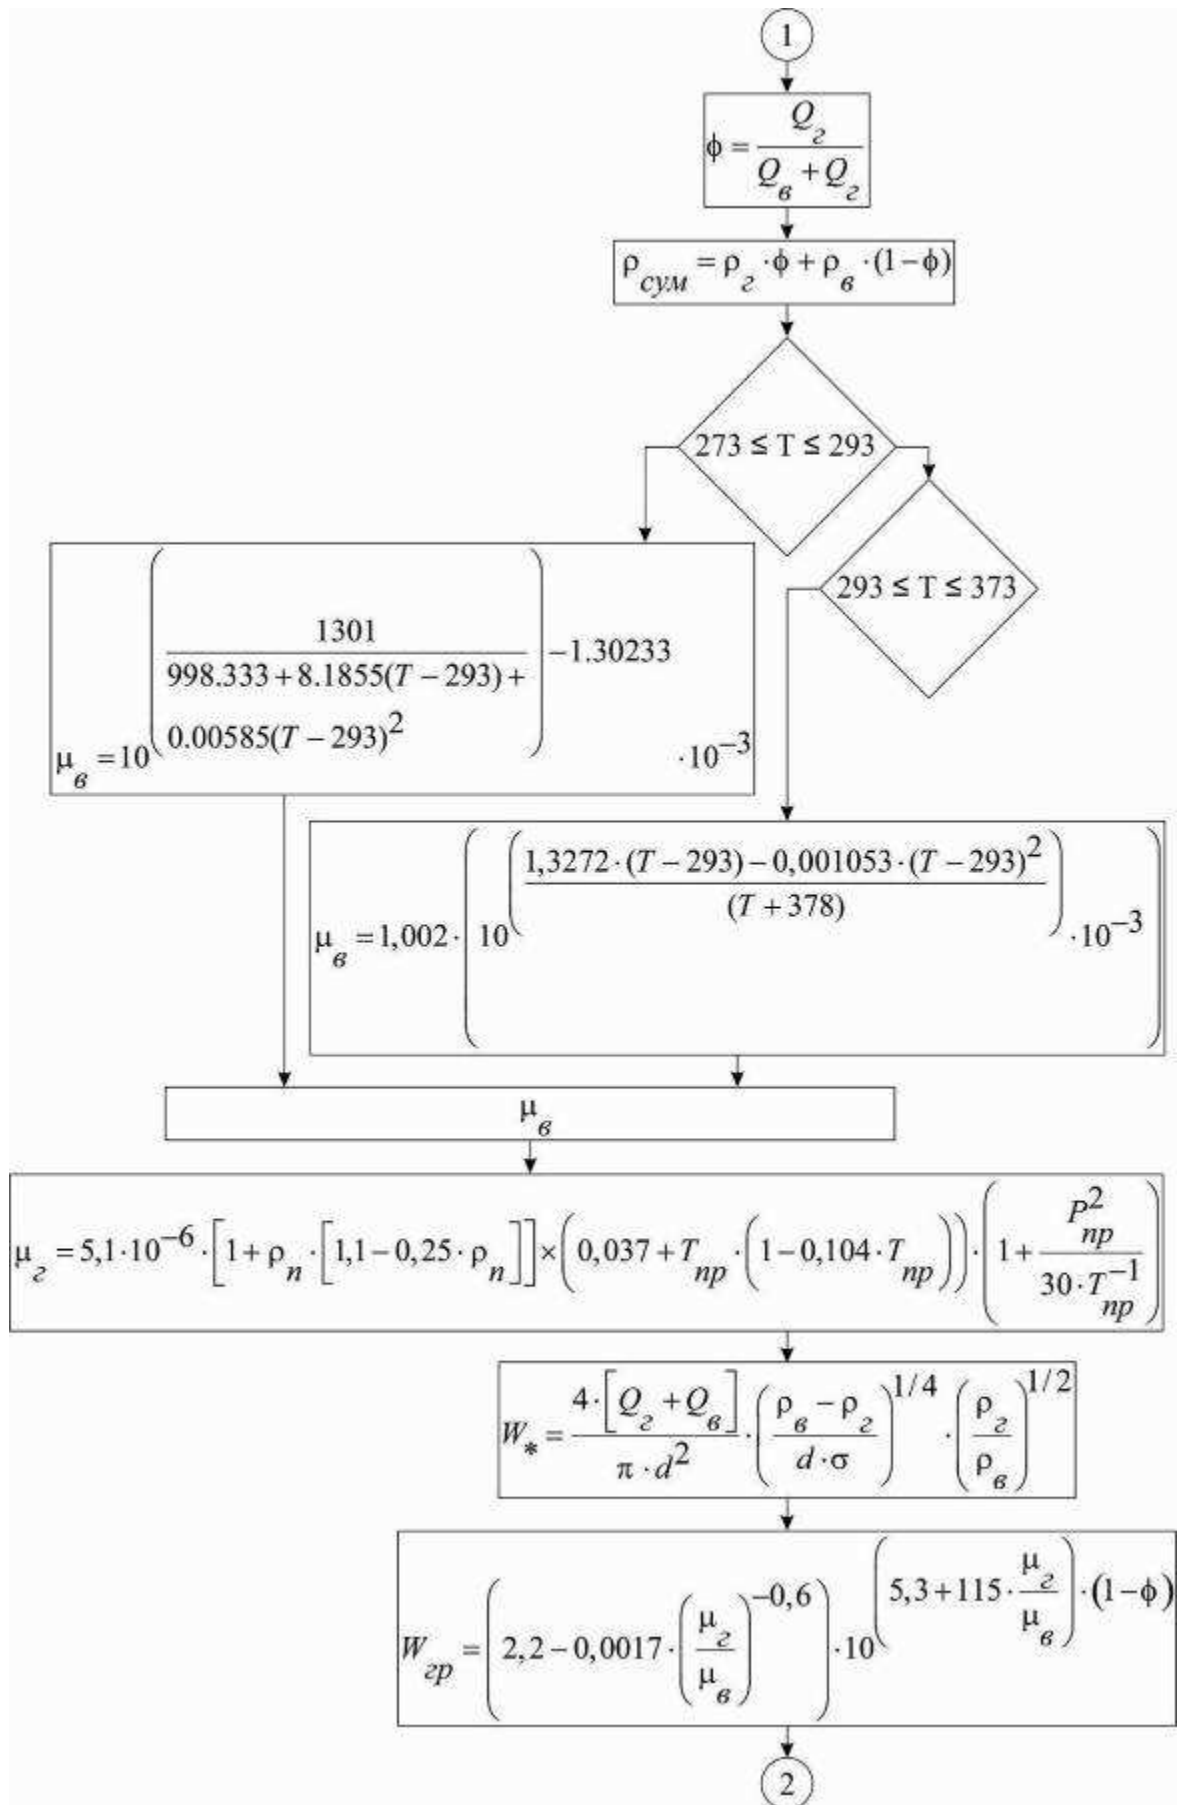 1
ϕ = Q_г / (Q_в + Q_г)
ρ_сум = ρ_г · ϕ + ρ_в · (1 − ϕ)
273 ≤ T ≤ 293
293 ≤ T ≤ 373
μ_в = 10^((1301 / (998.333 + 8.1855(T − 293) + 0.00585(T − 293)^2)) − 1.30233) · 10^−3
μ_в = 1,002 · (10^((1,3272 · (T − 293) − 0,001053 · (T − 293)^2) / (T + 378)) · 10^−3)
μ_в
μ_г = 5,1 · 10^−6 · [1 + ρ_п · [1,1 − 0,25 · ρ_п]] × (0,037 + T_пр · (1 − 0,104 · T_пр)) · (1 + P_пр^2 / (30 · T_пр^−1))
W_* = (4 · [Q_г + Q_в]) / (π · d^2) · ((ρ_в − ρ_г) / (d · σ))^1/4 · (ρ_г / ρ_в)^1/2
W_гр = (2,2 − 0,0017 · (μ_г / μ_в)^−0,6) · 10^((5,3 + 115 · μ_г / μ_в) · (1 − ϕ))
2